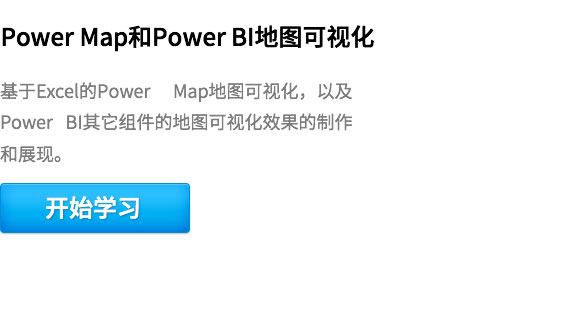 Power Map和Power BI地图可视化
基于Excel的Power Map地图可视化，以及
Power BI其它组件的地图可视化效果的制作
和展现。
开始学习